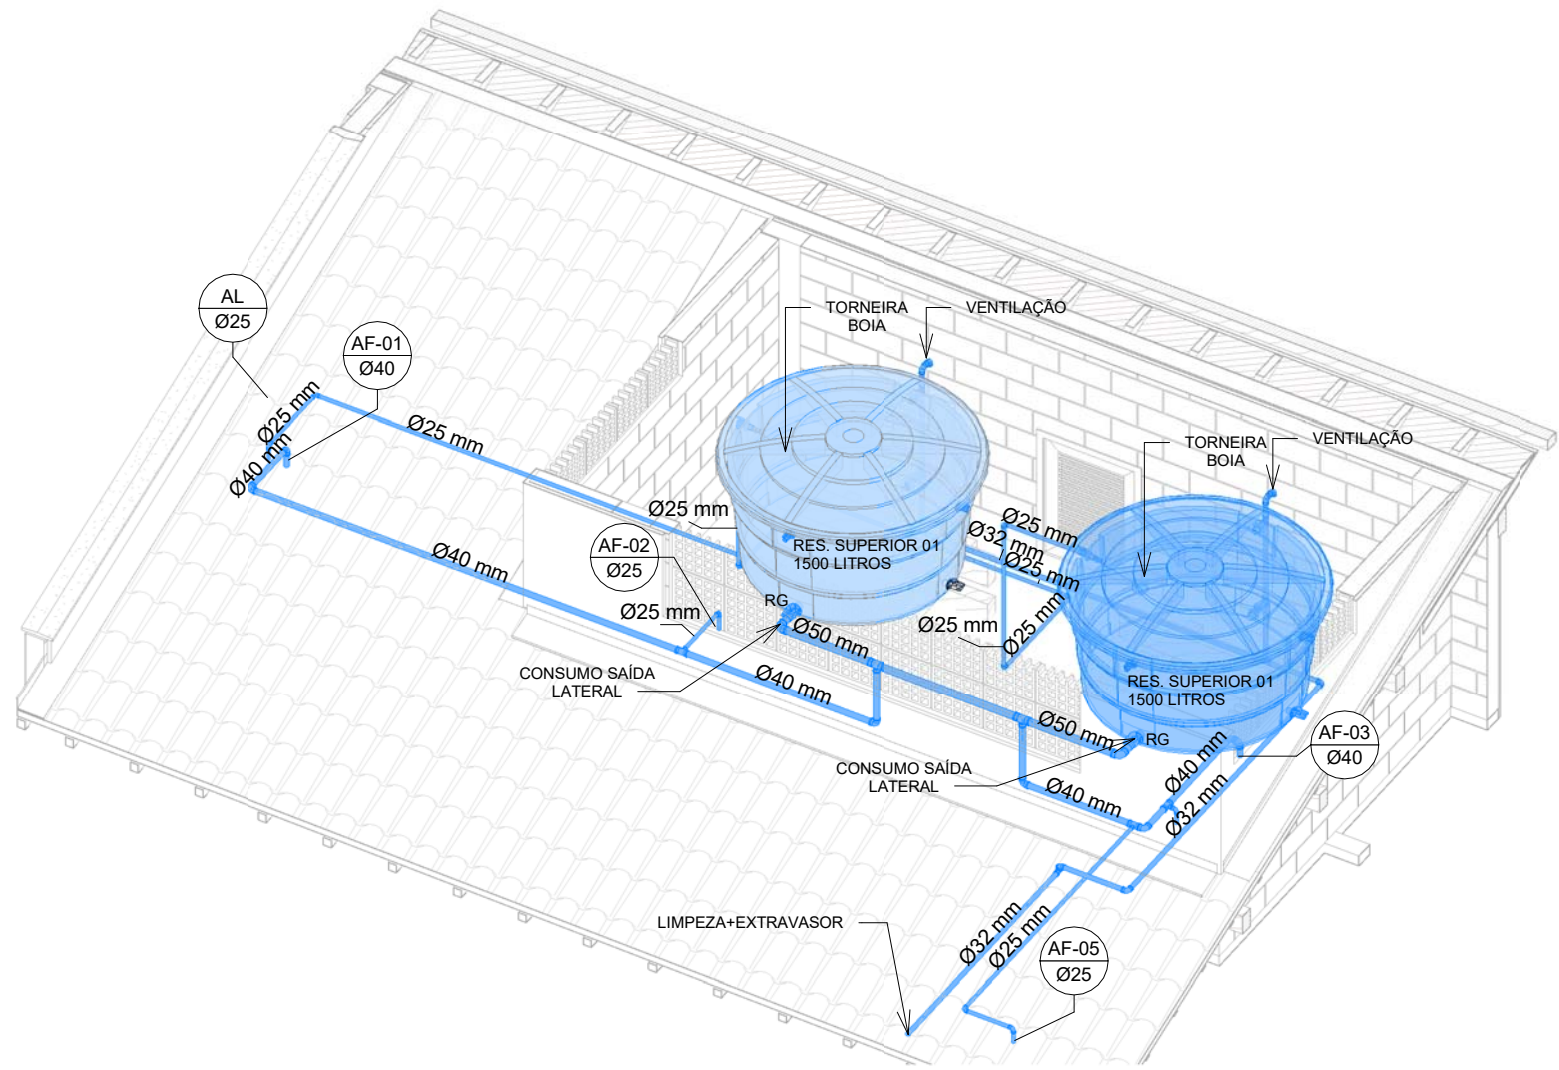 AL
Ø25
AF-01
Ø40
TORNEIRA
BOIA
VENTILAÇÃO
Ø25 mm
Ø40 mm
Ø25 mm
TORNEIRA
BOIA
VENTILAÇÃO
Ø25 mm
Ø40 mm
AF-02
Ø25
RES. SUPERIOR 01
1500 LITROS
Ø32 mm
Ø25 mm
Ø25 mm
Ø25 mm
RG
Ø25 mm
Ø50 mm
Ø25 mm
CONSUMO SAÍDA
LATERAL
Ø40 mm
RES. SUPERIOR 01
1500 LITROS
Ø50 mm
RG
AF-03
Ø40
CONSUMO SAÍDA
LATERAL
Ø40 mm
Ø40 mm
Ø32 mm
LIMPEZA+EXTRAVASOR
Ø32 mm
Ø25 mm
AF-05
Ø25